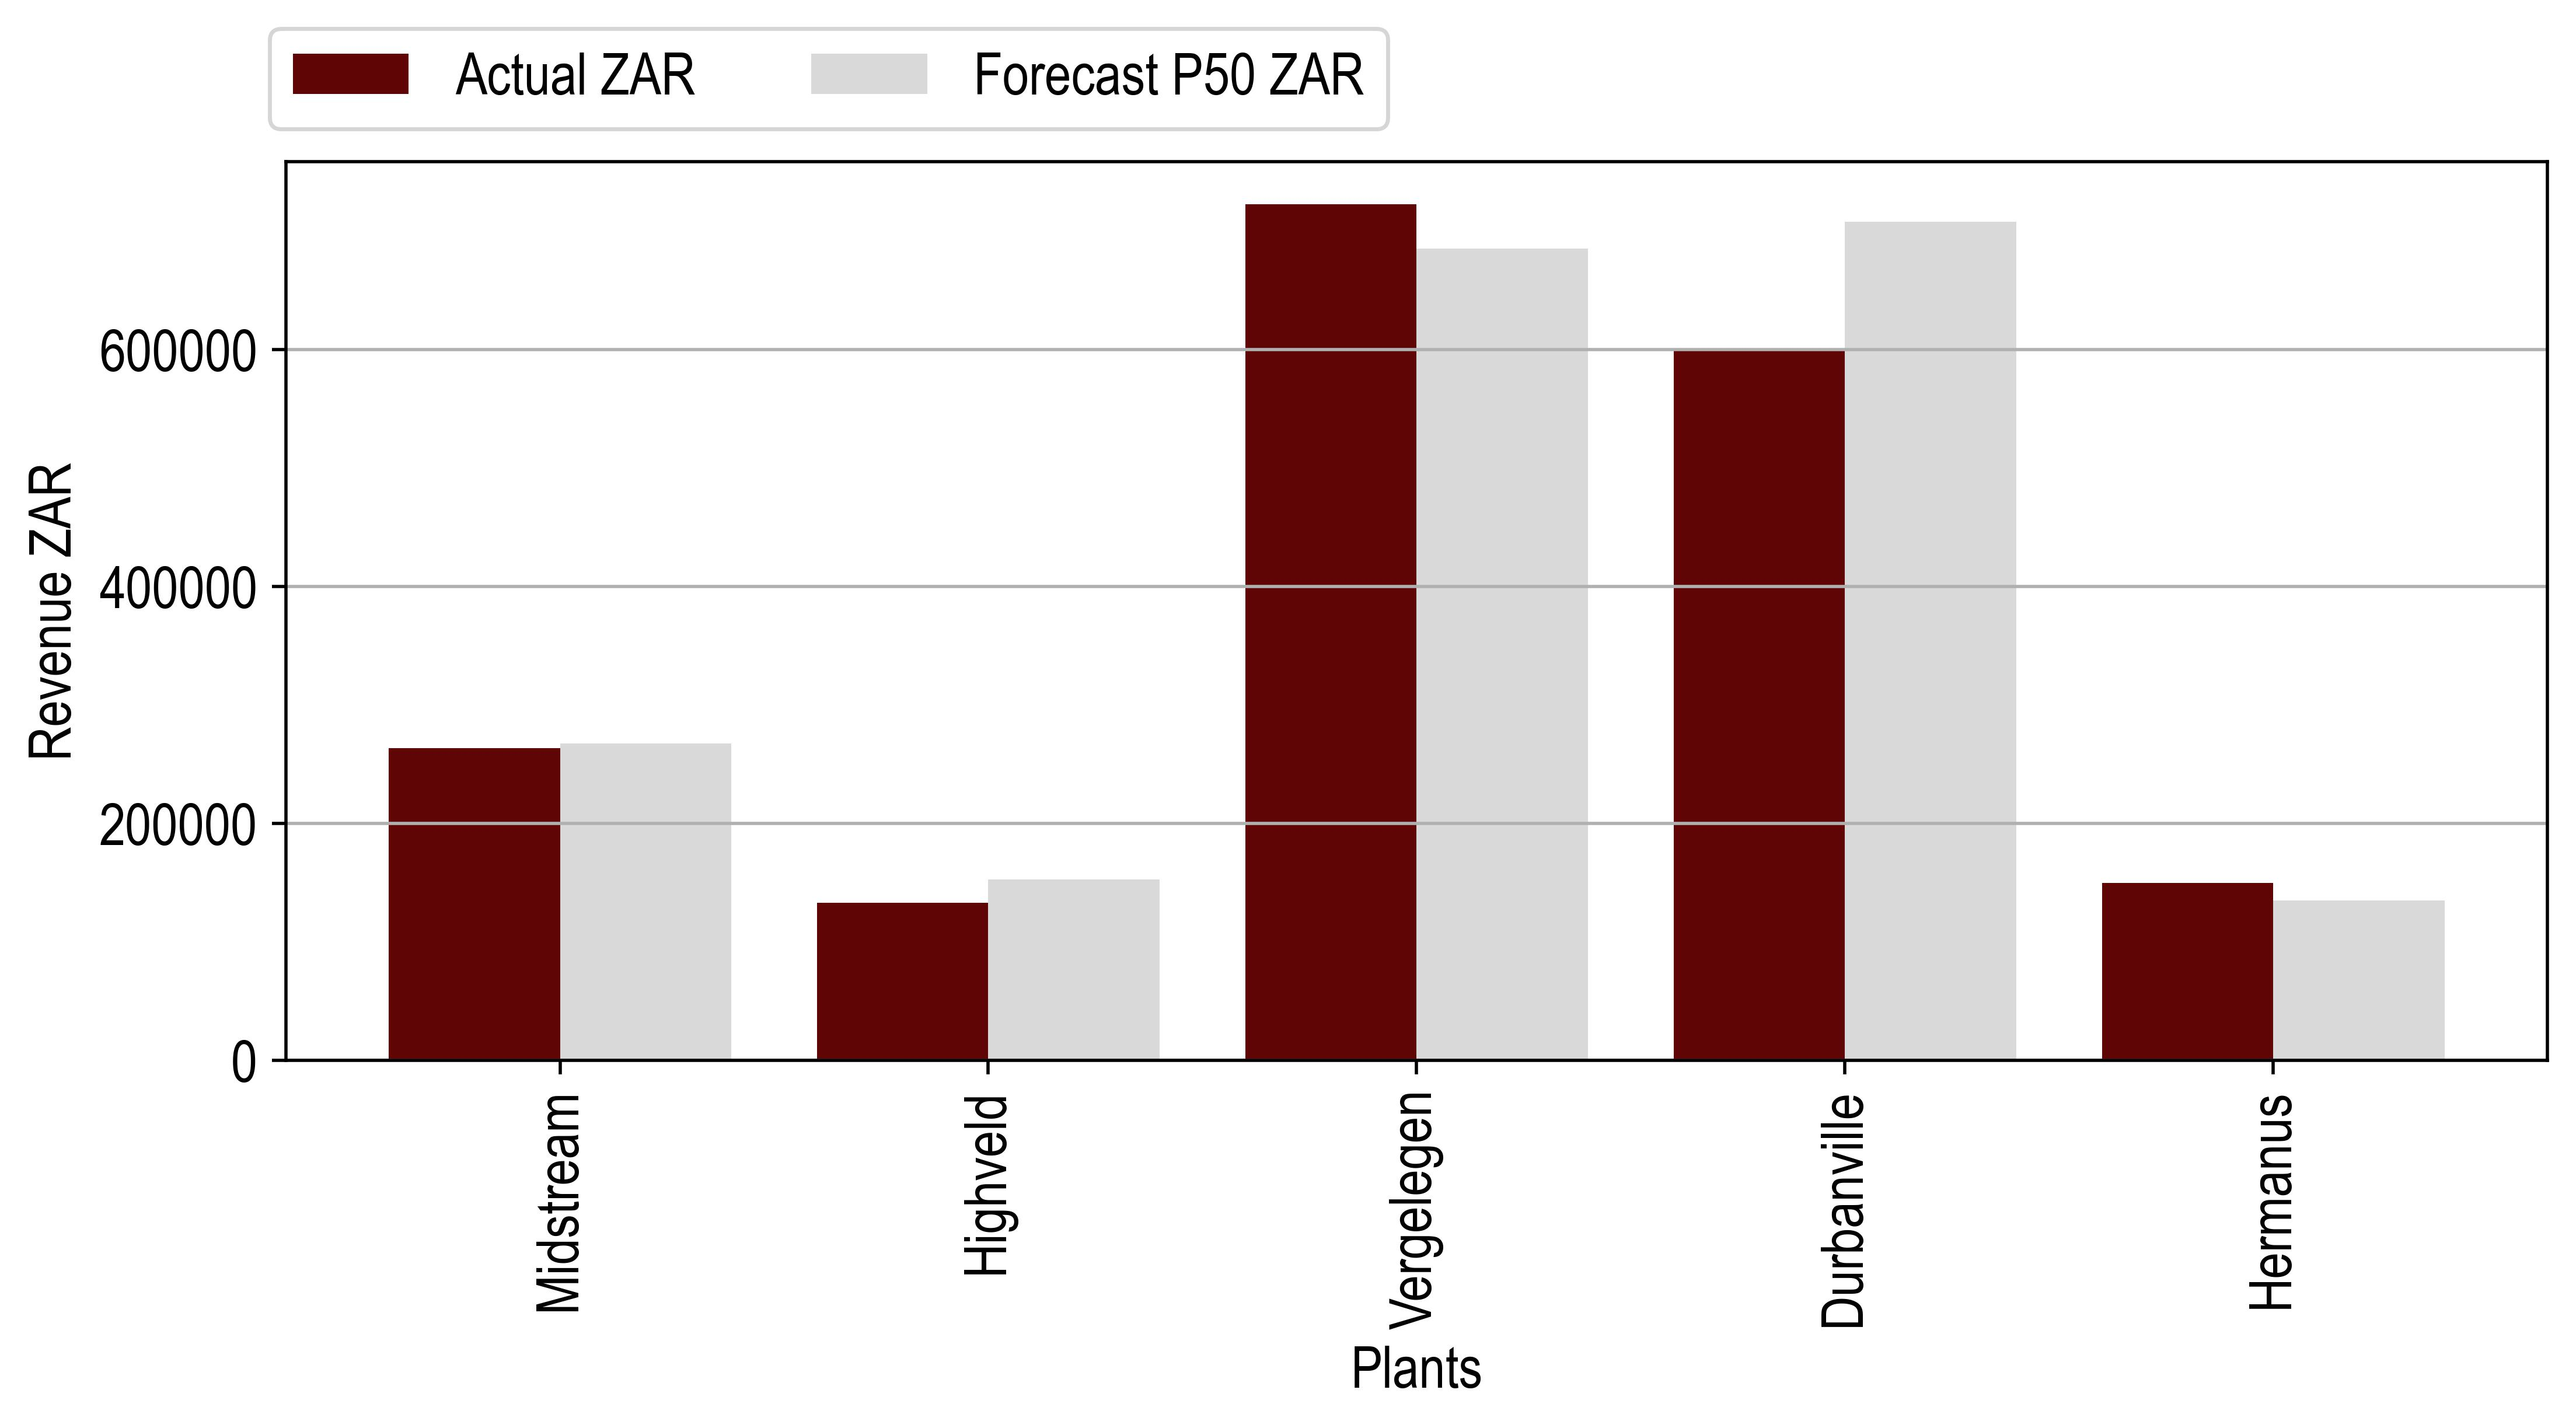 Actual ZAR Forecast P50 ZAR
Revenue ZAR
600000
400000
200000
0
Midstream
Highveld
Vergelegen
Durbanville
Hermanus
Plants